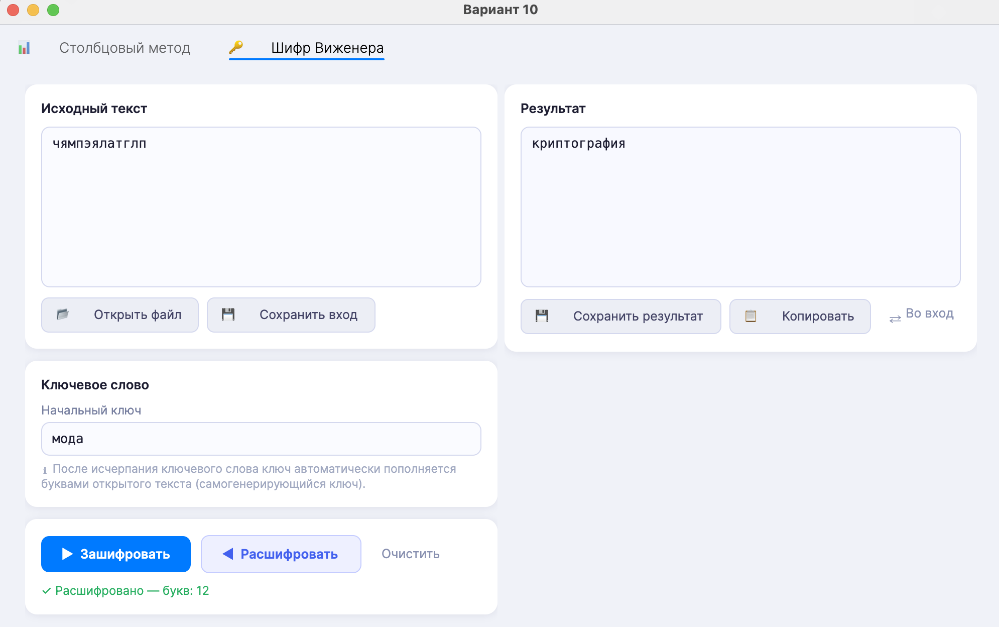 Вариант 10
Столбцовый метод
Шифр Виженера
Исходный текст
чямпэялатглп
Открыть файл
Сохранить вход
Результат
криптография
Сохранить результат
Копировать
⇄ Во вход
Ключевое слово
Начальный ключ
мода
ℹ После исчерпания ключевого слова ключ автоматически пополняется
буквами открытого текста (самогенерирующийся ключ).
▶ Зашифровать
◀ Расшифровать
Очистить
✓ Расшифровано — букв: 12